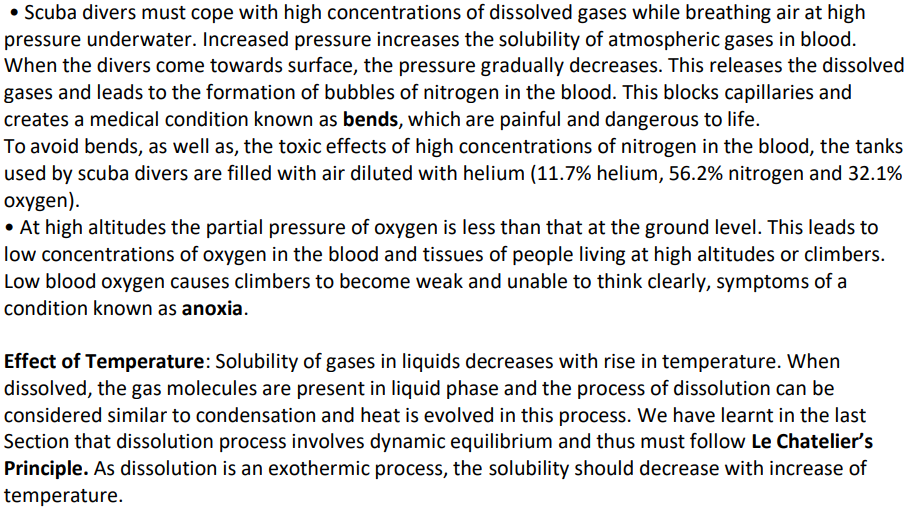 • Scuba divers must cope with high concentrations of dissolved gases while breathing air at high
pressure underwater. Increased pressure increases the solubility of atmospheric gases in blood.
When the divers come towards surface, the pressure gradually decreases. This releases the dissolved
gases and leads to the formation of bubbles of nitrogen in the blood. This blocks capillaries and
creates a medical condition known as bends, which are painful and dangerous to life.
To avoid bends, as well as, the toxic effects of high concentrations of nitrogen in the blood, the tanks
used by scuba divers are filled with air diluted with helium (11.7% helium, 56.2% nitrogen and 32.1%
oxygen).
• At high altitudes the partial pressure of oxygen is less than that at the ground level. This leads to
low concentrations of oxygen in the blood and tissues of people living at high altitudes or climbers.
Low blood oxygen causes climbers to become weak and unable to think clearly, symptoms of a
condition known as anoxia.
Effect of Temperature: Solubility of gases in liquids decreases with rise in temperature. When
dissolved, the gas molecules are present in liquid phase and the process of dissolution can be
considered similar to condensation and heat is evolved in this process. We have learnt in the last
Section that dissolution process involves dynamic equilibrium and thus must follow Le Chatelier’s
Principle. As dissolution is an exothermic process, the solubility should decrease with increase of
temperature.